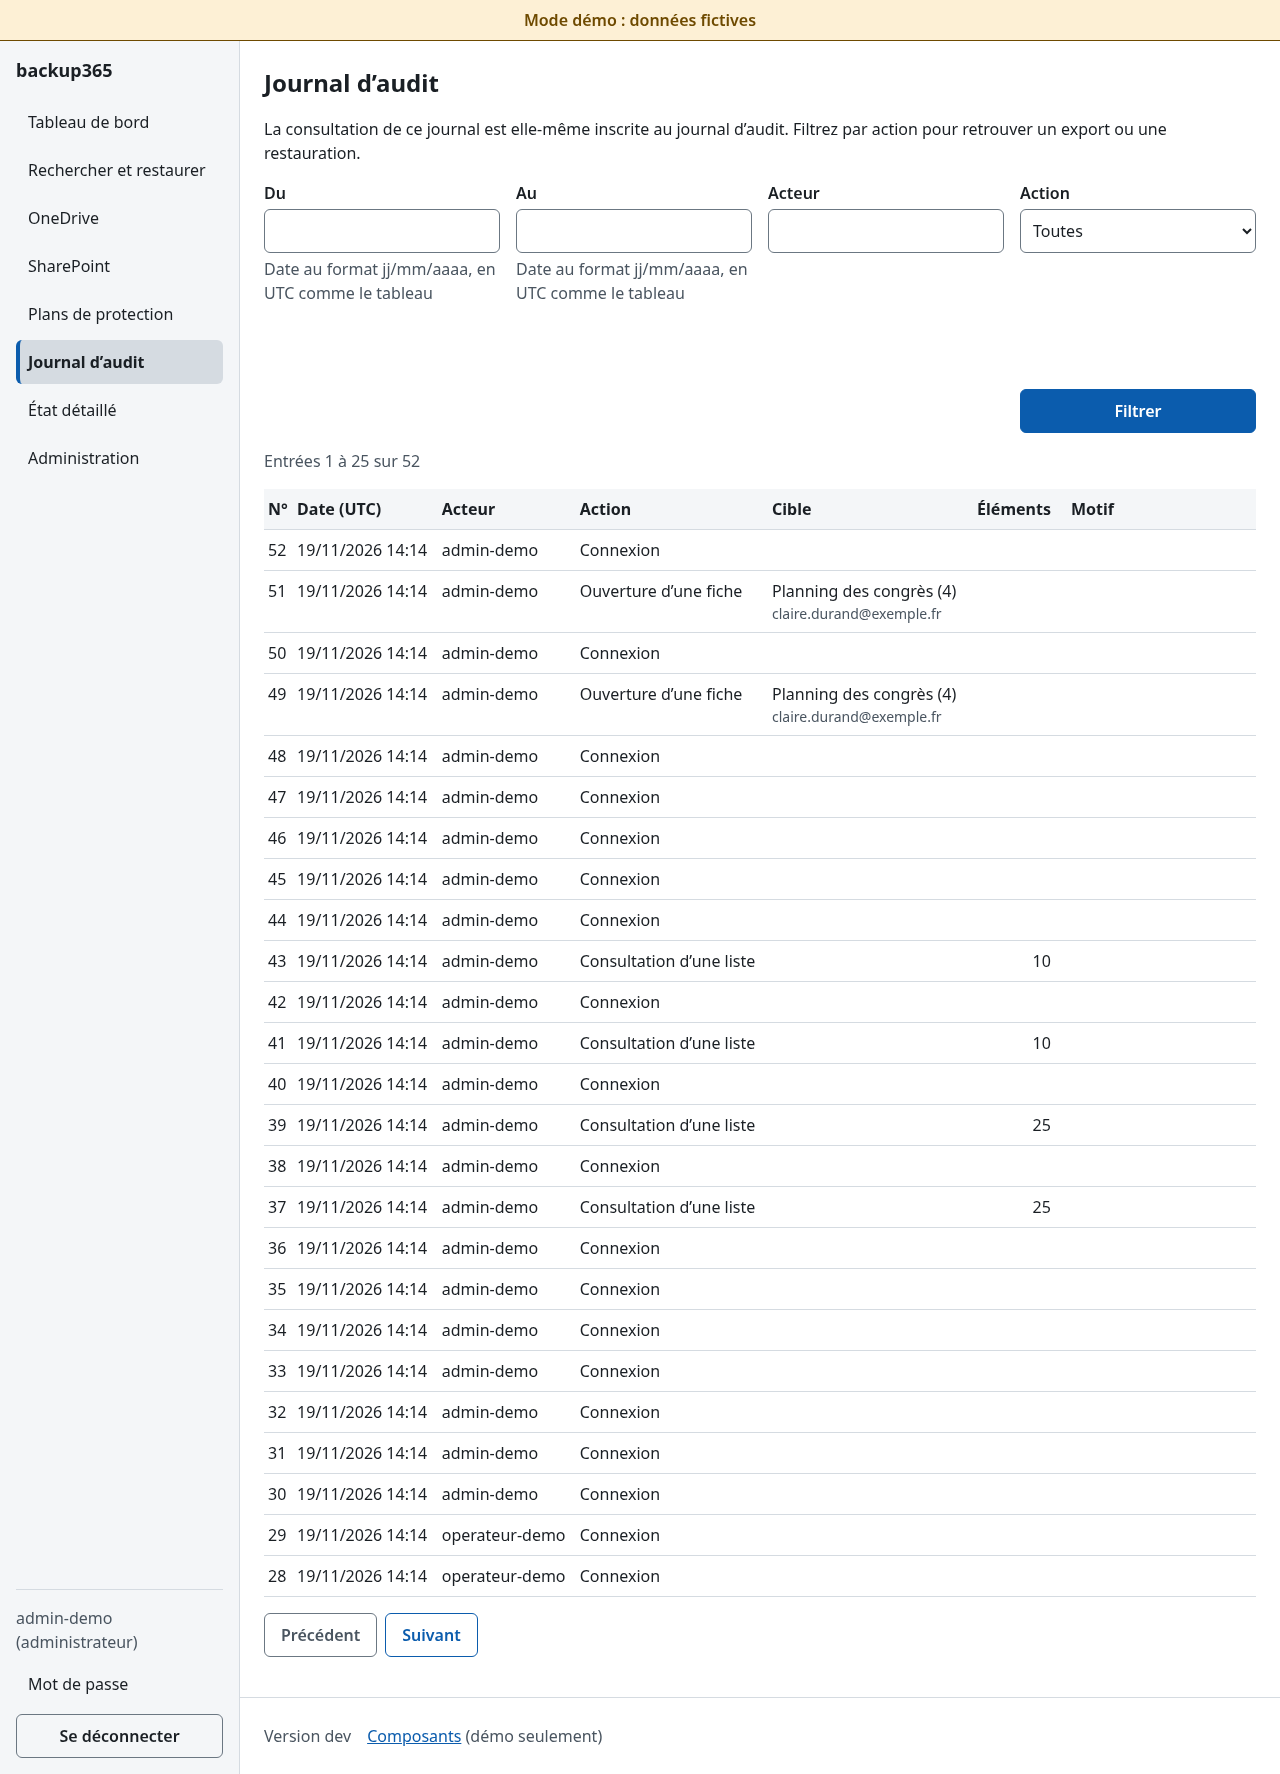 Mode démo : données fictives
backup365
Tableau de bord
Rechercher et restaurer
OneDrive
SharePoint
Plans de protection
Journal d’audit
État détaillé
Administration
admin-demo
(administrateur)
Mot de passe
Se déconnecter
Journal d’audit
La consultation de ce journal est elle-même inscrite au journal d’audit. Filtrez par action pour retrouver un export ou une
restauration.
Du Au Acteur Action
Toutes
Date au format jj/mm/aaaa, en Date au format jj/mm/aaaa, en
UTC comme le tableau UTC comme le tableau
Filtrer
Entrées 1 à 25 sur 52
N° Date (UTC) Acteur Action Cible Éléments Motif
52 19/11/2026 14:14 admin-demo Connexion
51 19/11/2026 14:14 admin-demo Ouverture d’une fiche Planning des congrès (4)
claire.durand@exemple.fr
50 19/11/2026 14:14 admin-demo Connexion
49 19/11/2026 14:14 admin-demo Ouverture d’une fiche Planning des congrès (4)
claire.durand@exemple.fr
48 19/11/2026 14:14 admin-demo Connexion
47 19/11/2026 14:14 admin-demo Connexion
46 19/11/2026 14:14 admin-demo Connexion
45 19/11/2026 14:14 admin-demo Connexion
44 19/11/2026 14:14 admin-demo Connexion
43 19/11/2026 14:14 admin-demo Consultation d’une liste 10
42 19/11/2026 14:14 admin-demo Connexion
41 19/11/2026 14:14 admin-demo Consultation d’une liste 10
40 19/11/2026 14:14 admin-demo Connexion
39 19/11/2026 14:14 admin-demo Consultation d’une liste 25
38 19/11/2026 14:14 admin-demo Connexion
37 19/11/2026 14:14 admin-demo Consultation d’une liste 25
36 19/11/2026 14:14 admin-demo Connexion
35 19/11/2026 14:14 admin-demo Connexion
34 19/11/2026 14:14 admin-demo Connexion
33 19/11/2026 14:14 admin-demo Connexion
32 19/11/2026 14:14 admin-demo Connexion
31 19/11/2026 14:14 admin-demo Connexion
30 19/11/2026 14:14 admin-demo Connexion
29 19/11/2026 14:14 operateur-demo Connexion
28 19/11/2026 14:14 operateur-demo Connexion
Précédent Suivant
Version dev Composants (démo seulement)